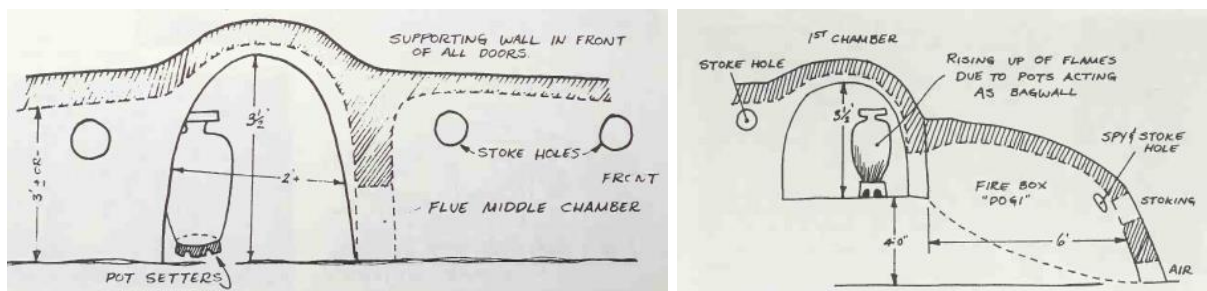 SUPPORTING WALL IN FRONT
OF ALL DOORS.
3' + OR -
3½'
2'+
STOKE HOLES
FRONT
FLUE MIDDLE CHAMBER
POT SETTERS
1ST CHAMBER
STOKE HOLE
RISING UP OF FLAMES
DUE TO POTS ACTING
AS BAGWALL
3½'
SPY & STOKE
HOLE
FIRE BOX
"DOGI"
STOKING
4'0"
6'
AIR